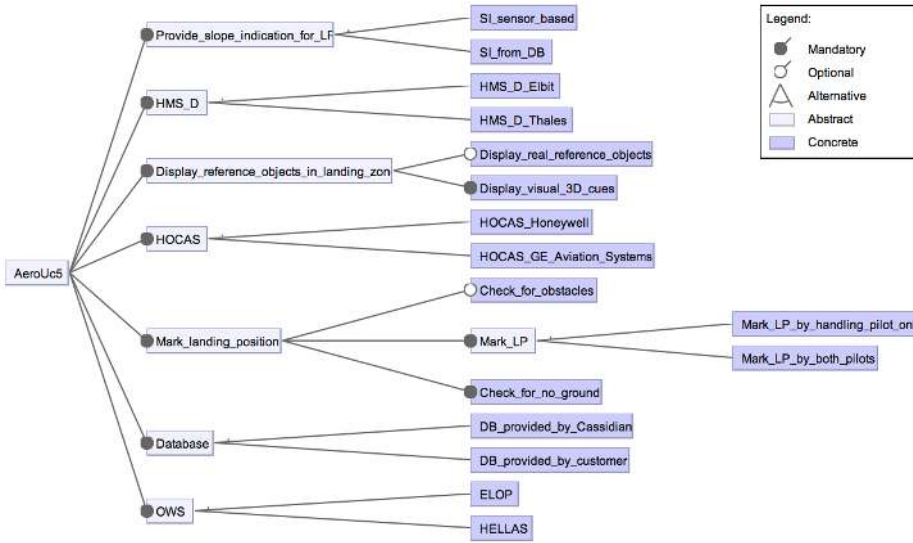 SI_sensor_based
Provide_slope_indication_for_LP
SI_from_DB
HMS_D_Elbit
HMS_D
HMS_D_Thales
Display_real_reference_objects
Display_reference_objects_in_landing_zon
Display_visual_3D_cues
HOCAS_Honeywell
HOCAS
HOCAS_GE_Aviation_Systems
AeroUc5
Check_for_obstacles
Mark_landing_position
Mark_LP
Mark_LP_by_handling_pilot_on
Mark_LP_by_both_pilots
Check_for_no_ground
DB_provided_by_Cassidian
Database
DB_provided_by_customer
ELOP
OWS
HELLAS
Legend:
Mandatory
Optional
Alternative
Abstract
Concrete